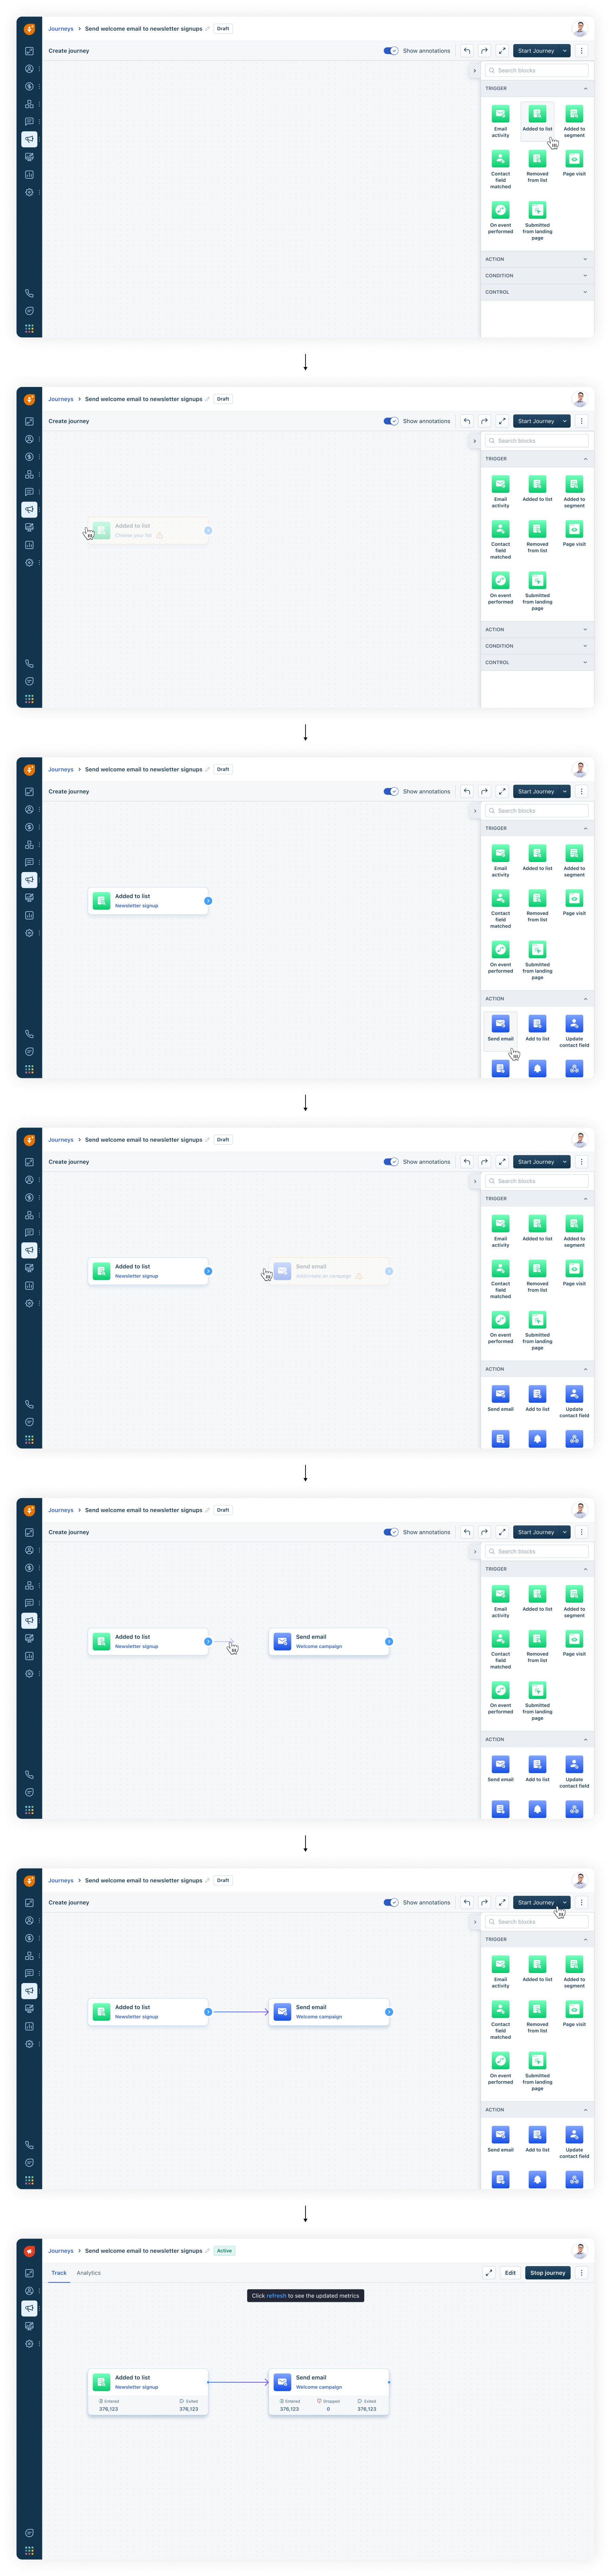 Journeys > Send welcome email to newsletter signups Draft
Create journey Show annotations Start Journey
Search blocks
TRIGGER
Email activity Added to list Added to segment
Contact field matched Removed from list Page visit
On event performed Submitted from landing page
ACTION
CONDITION
CONTROL
Journeys > Send welcome email to newsletter signups Draft
Create journey Show annotations Start Journey
Search blocks
TRIGGER
Email activity Added to list Added to segment
Added to list
Choose your list
Contact field matched Removed from list Page visit
On event performed Submitted from landing page
ACTION
CONDITION
CONTROL
Journeys > Send welcome email to newsletter signups Draft
Create journey Show annotations Start Journey
Search blocks
TRIGGER
Email activity Added to list Added to segment
Added to list
Newsletter signup
Contact field matched Removed from list Page visit
On event performed Submitted from landing page
ACTION
Send email Add to list Update contact field
Journeys > Send welcome email to newsletter signups Draft
Create journey Show annotations Start Journey
Search blocks
TRIGGER
Email activity Added to list Added to segment
Added to list
Newsletter signup
Send email
Add/create an campaign
Contact field matched Removed from list Page visit
On event performed Submitted from landing page
ACTION
Send email Add to list Update contact field
Journeys > Send welcome email to newsletter signups Draft
Create journey Show annotations Start Journey
Search blocks
TRIGGER
Email activity Added to list Added to segment
Added to list
Newsletter signup
Send email
Welcome campaign
Contact field matched Removed from list Page visit
On event performed Submitted from landing page
ACTION
Send email Add to list Update contact field
Journeys > Send welcome email to newsletter signups Draft
Create journey Show annotations Start Journey
Search blocks
TRIGGER
Email activity Added to list Added to segment
Added to list
Newsletter signup
Send email
Welcome campaign
Contact field matched Removed from list Page visit
On event performed Submitted from landing page
ACTION
Send email Add to list Update contact field
Journeys > Send welcome email to newsletter signups Active
Track Analytics Edit Stop journey
Click refresh to see the updated metrics
Added to list
Newsletter signup
Entered Exited
376,123 376,123
Send email
Welcome campaign
Entered Dropped Exited
376,123 0 376,123